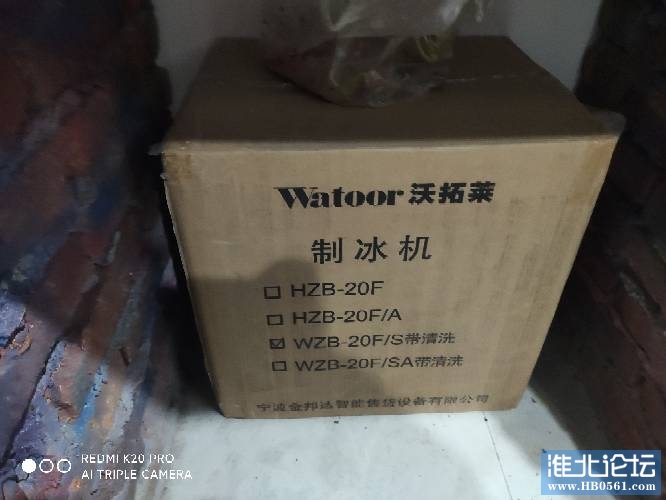 Watoor 沃拓莱
制冰机
HZB-20F
HZB-20F/A
WZB-20F/S带清洗
WZB-20F/SA带清洗
宁波金邦达智能售货设备有限公司
REDMI K20 PRO
AI TRIPLE CAMERA
淮北论坛
www.HB0561.com